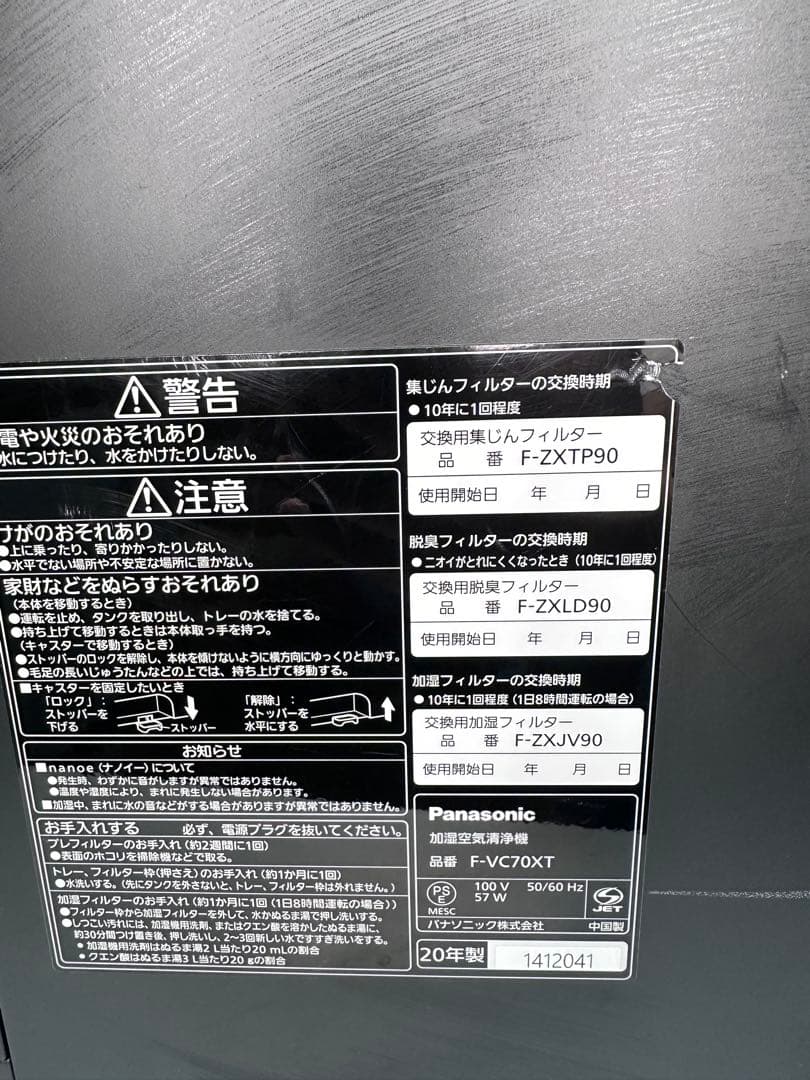 警告
電や火災のおそれあり
水につけたり、水をかけたりしない。
注意
けがのおそれあり
●上に乗ったり、寄りかかったりしない。
●水平でない場所や不安定な場所に置かない。
家財などをぬらすおそれあり
(本体を移動するとき)
●運転を止め、タンクを取り出し、トレーの水を捨てる。
●持ち上げて移動するときは本体取っ手を持つ。
(キャスターで移動するとき)
●ストッパーのロックを解除し、本体を傾けないように横方向にゆっくりと動かす。
●毛足の長いじゅうたんなどの上では、持ち上げて移動する。
■キャスターを固定したいとき
「ロック」:
ストッパーを
下げる
ストッパー
「解除」:
ストッパーを
水平にする
お知らせ
■nanoe(ナノイー)について
●発生時、わずかに音がしますが異常ではありません。
●温度や湿度により、まれに発生しない場合があります。
■加湿中、まれに水の音などがする場合がありますが異常ではありません。
お手入れする 必ず、電源プラグを抜いてください。
プレフィルターのお手入れ(約2週間に1回)
●表面のホコリを掃除機などで取る。
トレー、フィルター枠(押さえ)のお手入れ(約1か月に1回)
●水洗いする。(先にタンクを外さないと、トレー、フィルター枠は外れません。)
加湿フィルターのお手入れ(約1か月に1回(1日8時間運転の場合))
●フィルター枠から加湿フィルターを外して、水かぬるま湯で押し洗いする。
●しつこい汚れには、加湿機用洗剤、またはクエン酸を溶かしたぬるま湯に、
約30分間つけ置き後、押し洗いし、2〜3回新しい水ですすぎ洗いをする。
・加湿機用洗剤はぬるま湯2 L当たり20 mLの割合
・クエン酸はぬるま湯3 L当たり20 gの割合
集じんフィルターの交換時期
●10年に1回程度
交換用集じんフィルター
品 番 F-ZXTP90
使用開始日 年 月 日
脱臭フィルターの交換時期
●ニオイがとれにくくなったとき(10年に1回程度)
交換用脱臭フィルター
品 番 F-ZXLD90
使用開始日 年 月 日
加湿フィルターの交換時期
●10年に1回程度(1日8時間運転の場合)
交換用加湿フィルター
品 番 F-ZXJV90
使用開始日 年 月 日
Panasonic
加湿空気清浄機
品番 F-VC70XT
PS
E
MESC
100 V 50/60 Hz
57 W
S
JET
パナソニック株式会社 中国製
20年製 1412041